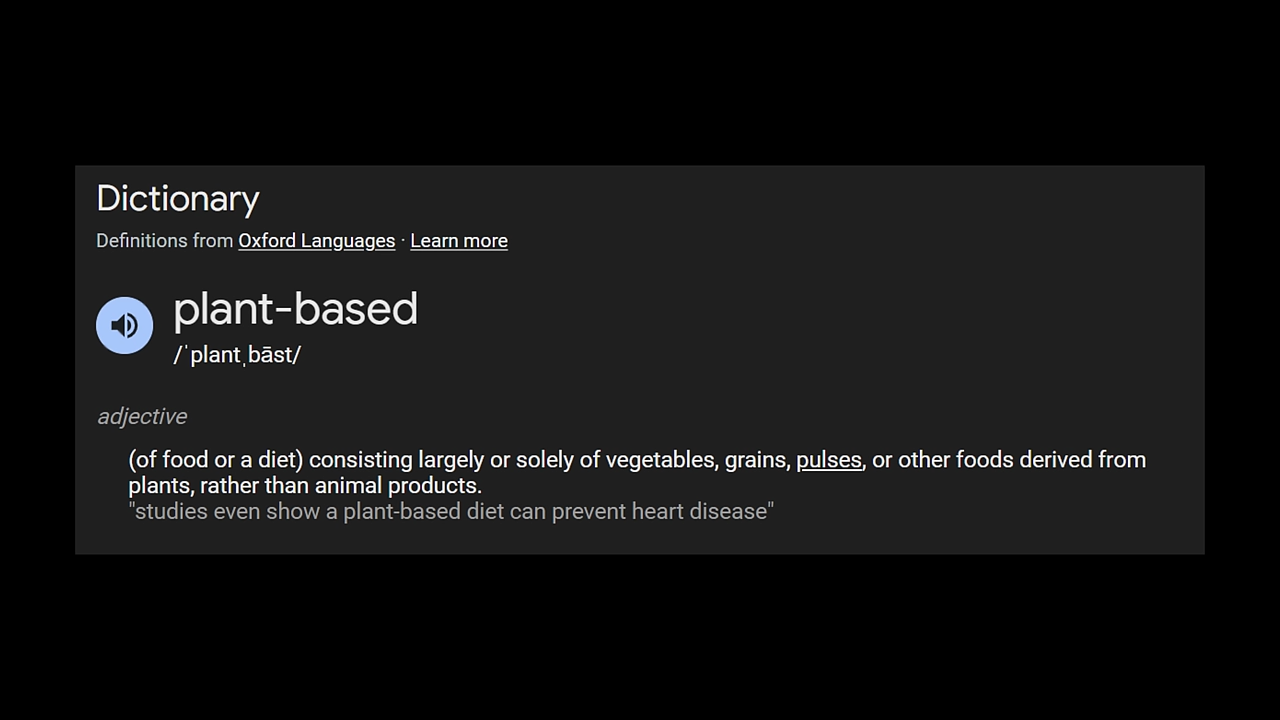 Dictionary
Definitions from Oxford Languages · Learn more
plant-based
/ˈplantˌbāst/
adjective
(of food or a diet) consisting largely or solely of vegetables, grains, pulses, or other foods derived from
plants, rather than animal products.
"studies even show a plant-based diet can prevent heart disease"